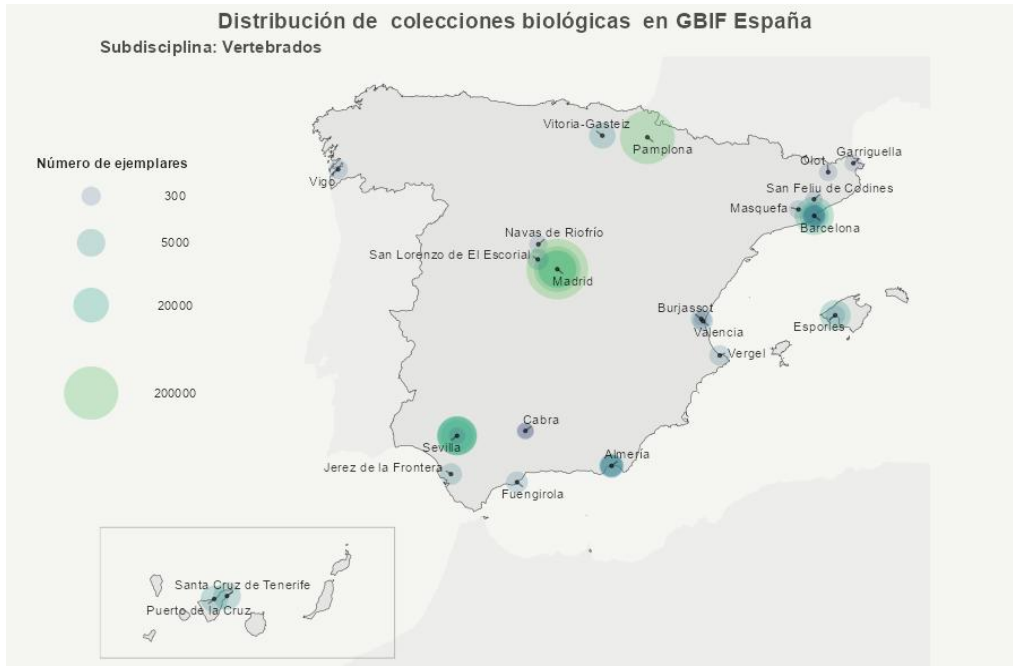 Distribución de colecciones biológicas en GBIF España
Subdisciplina: Vertebrados
Número de ejemplares
300
5000
20000
200000
Vitoria-Gasteiz
Pamplona
Vigo
Olot
Garriguella
San Feliu de Codines
Masquefa
Barcelona
Navas de Riofrío
San Lorenzo de El Escorial
Madrid
Burjassot
Valencia
Esporles
Vergel
Cabra
Sevilla
Almería
Jerez de la Frontera
Fuengirola
Santa Cruz de Tenerife
Puerto de la Cruz